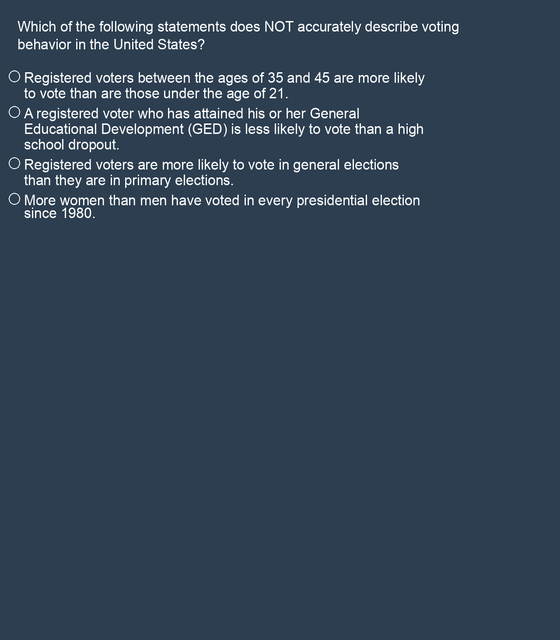 Which of the following statements does NOT accurately describe voting
behavior in the United States?
Registered voters between the ages of 35 and 45 are more likely
to vote than are those under the age of 21.
A registered voter who has attained his or her General
Educational Development (GED) is less likely to vote than a high
school dropout.
Registered voters are more likely to vote in general elections
than they are in primary elections.
More women than men have voted in every presidential election
since 1980.